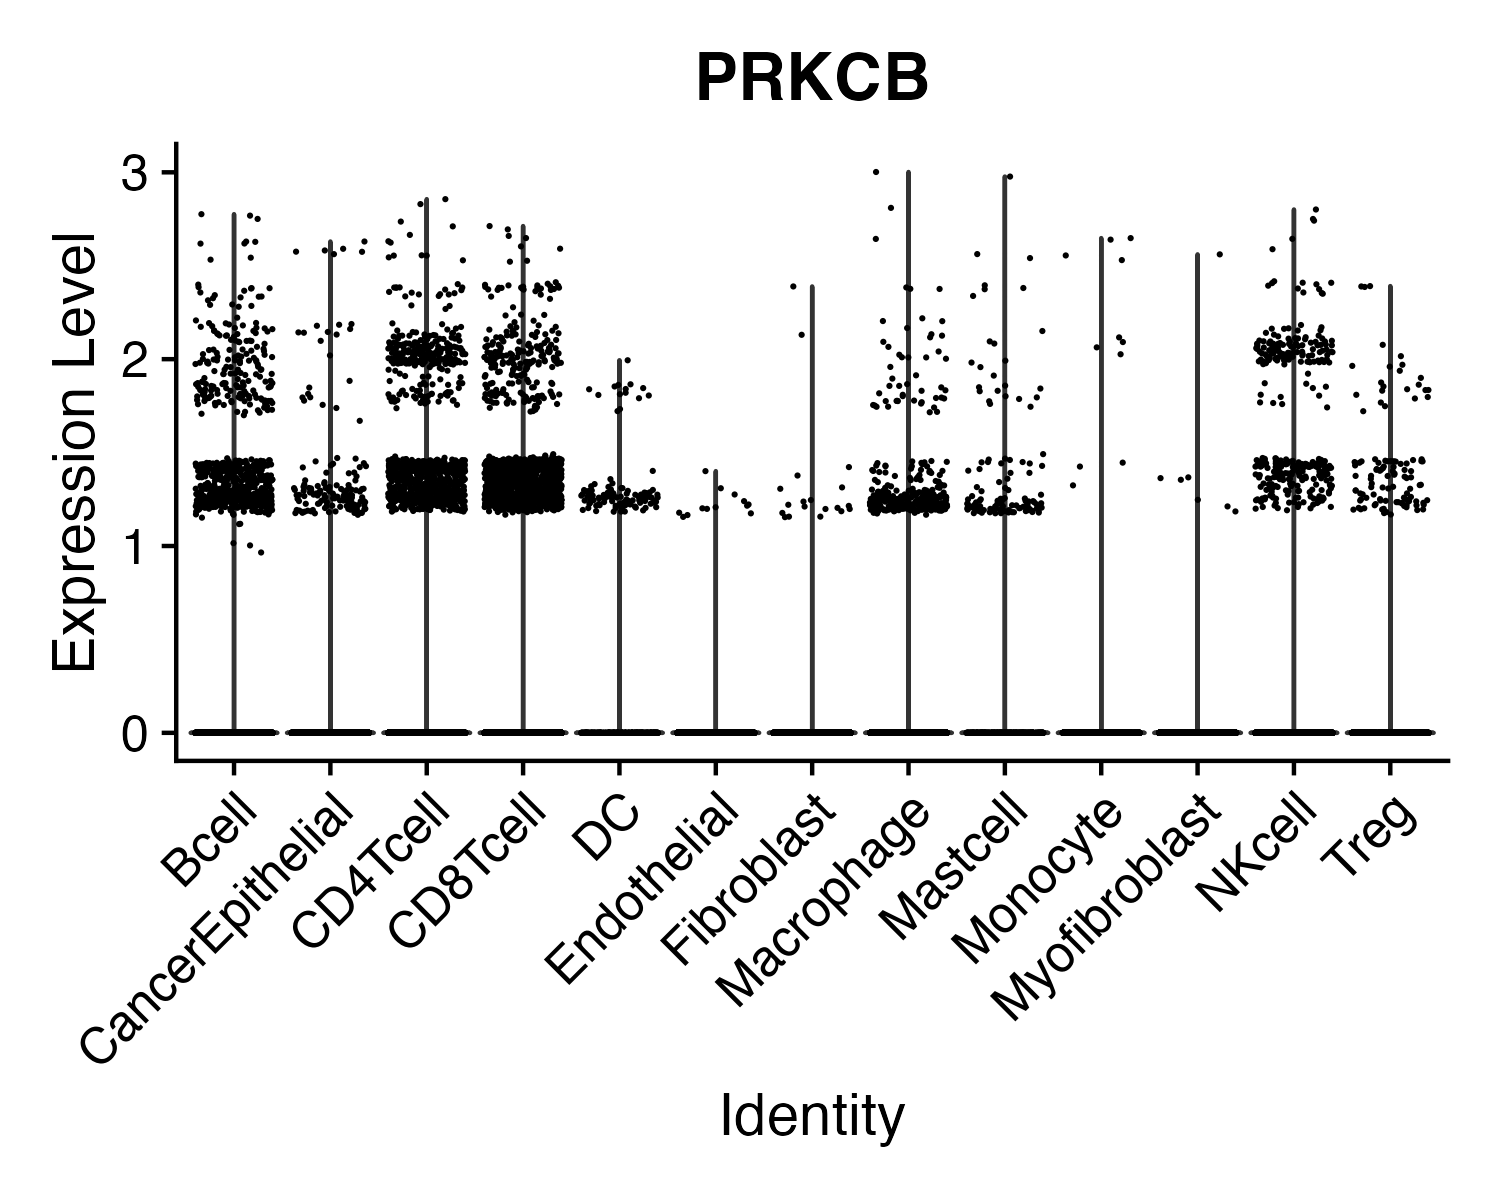 PRKCB
Expression Level
3
2
1
0
Bcell
CancerEpithelial
CD4Tcell
CD8Tcell
DC
Endothelial
Fibroblast
Macrophage
Mastcell
Monocyte
Myofibroblast
NKcell
Treg
Identity